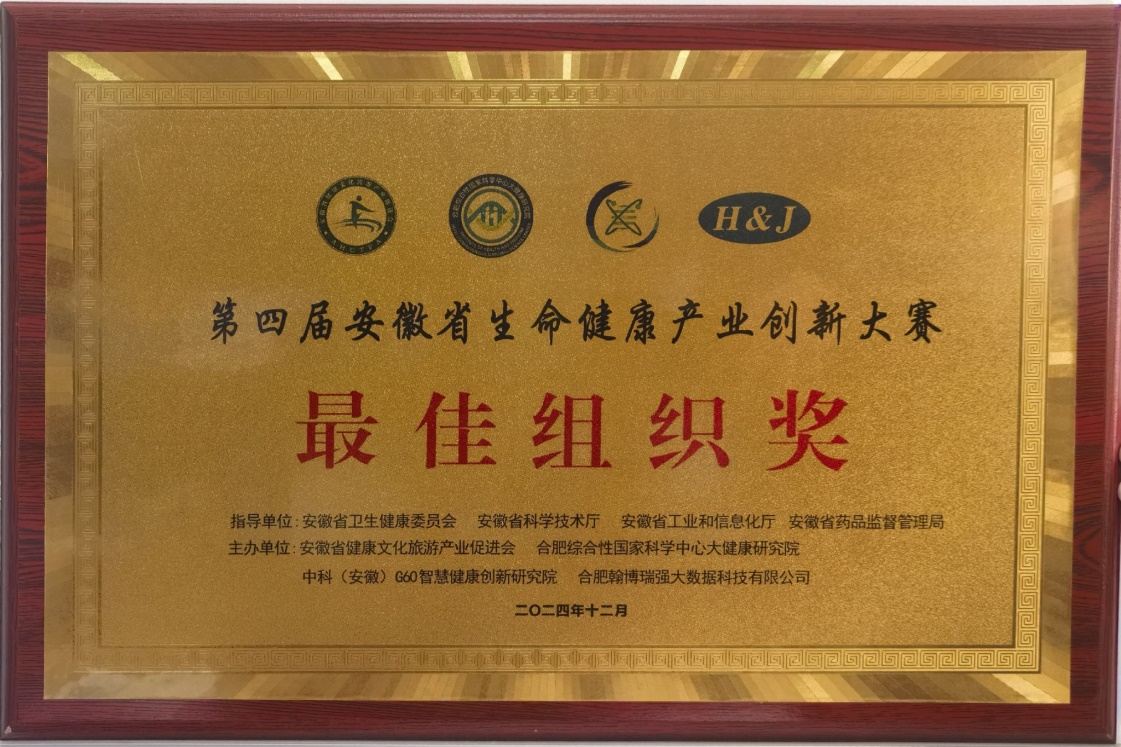 H&J
第四届安徽省生命健康产业创新大赛
最佳组织奖
指导单位：安徽省卫生健康委员会 安徽省科学技术厅 安徽省工业和信息化厅 安徽省药品监督管理局
主办单位：安徽省健康文化旅游产业促进会 合肥综合性国家科学中心大健康研究院
中科（安徽）G60智慧健康创新研究院 合肥翰博瑞强大数据科技有限公司
二〇二四年十二月